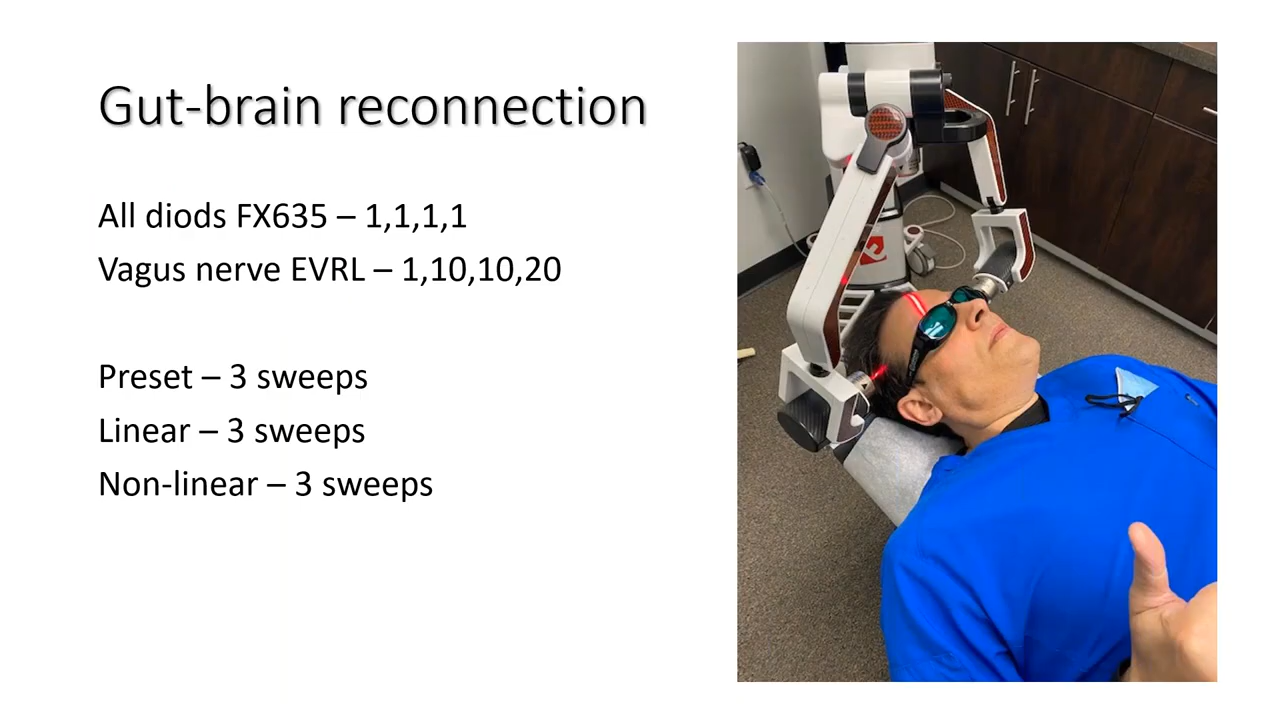 Gut-brain reconnection
All diods FX635 – 1,1,1,1
Vagus nerve EVRL – 1,10,10,20
Preset – 3 sweeps
Linear – 3 sweeps
Non-linear – 3 sweeps